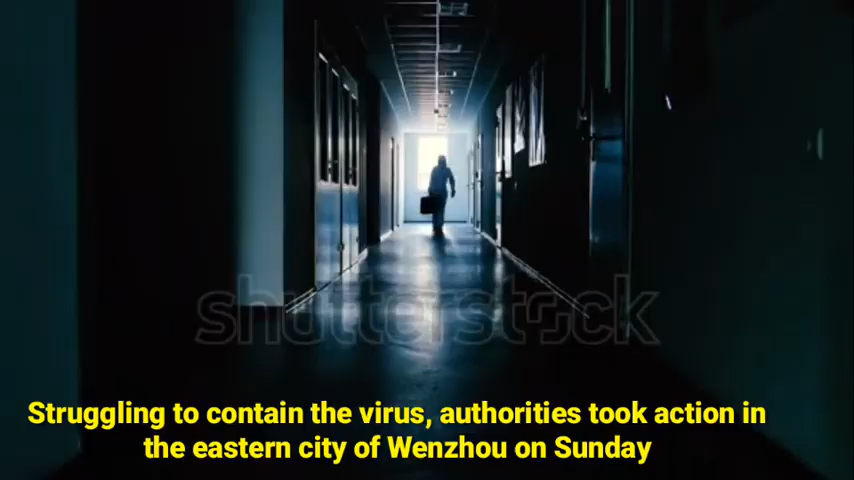 shutterstock
Struggling to contain the virus, authorities took action in
the eastern city of Wenzhou on Sunday